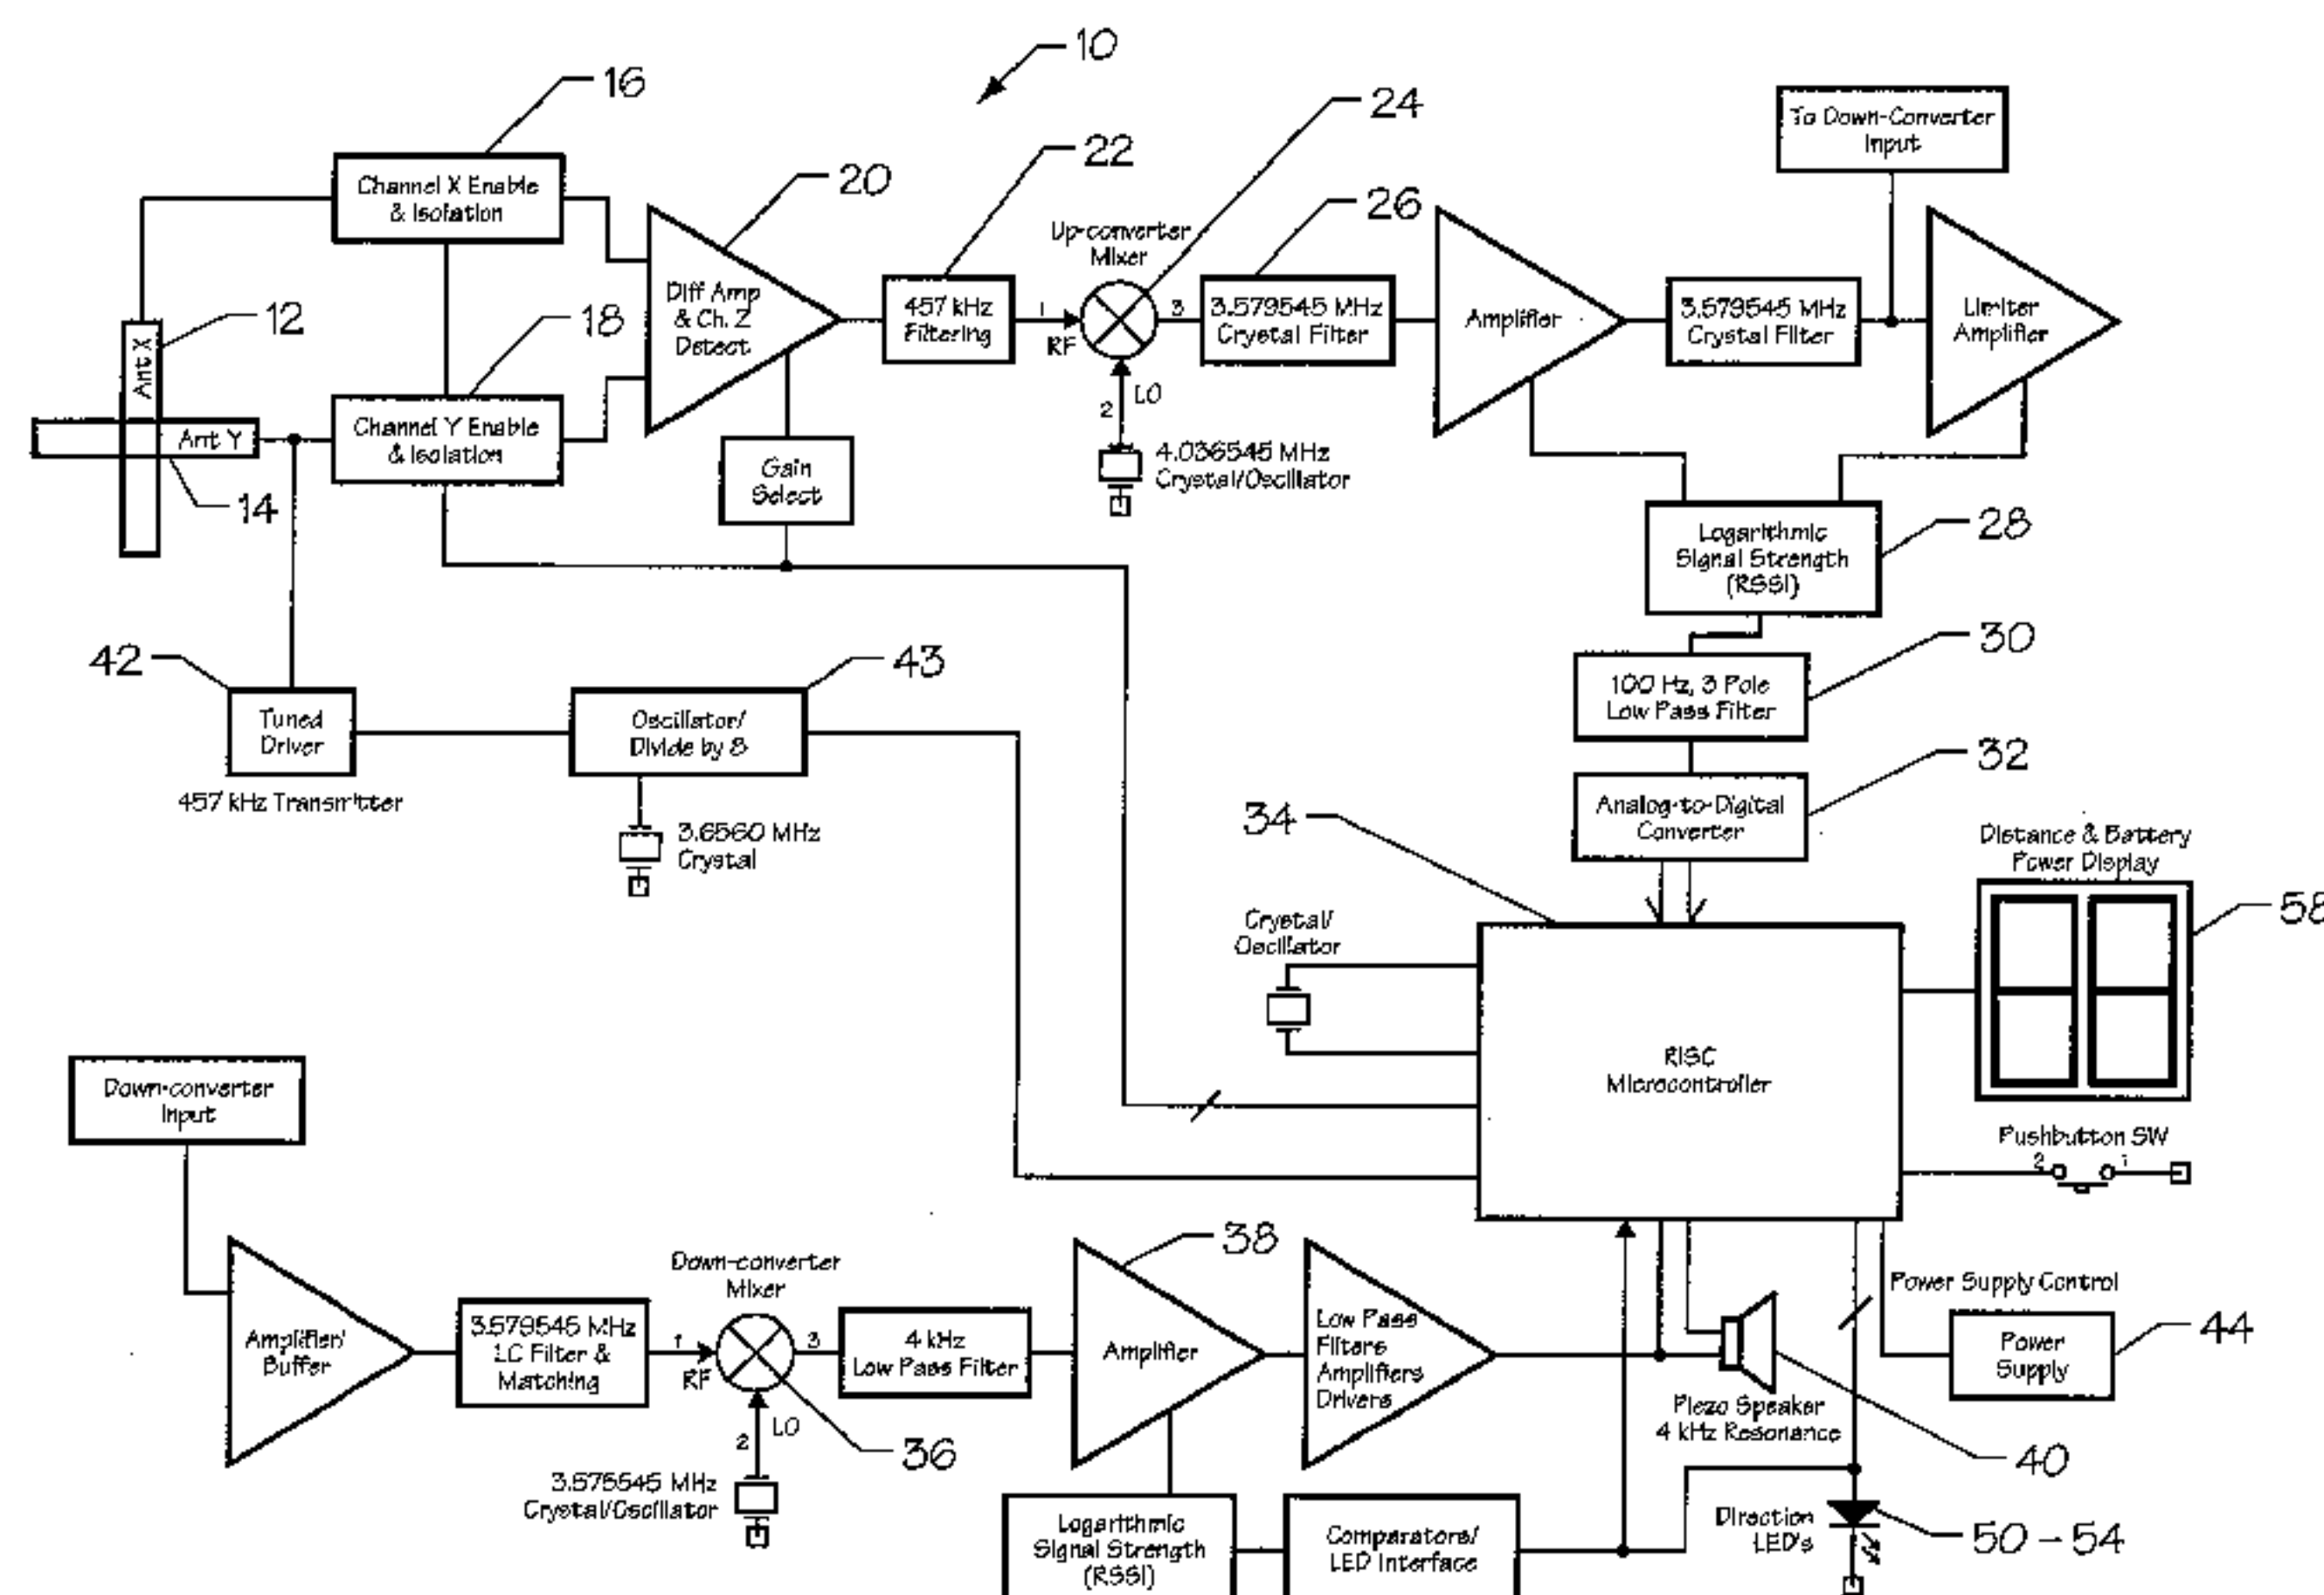 10
16
24
To Down-Converter
Input
22
Channel X Enable
& Isolation
20
26
Up-converter
Mixer
12
18
Diff Amp
& Ch. Z
Detect
457 kHz
Filtering
1
RF
3
3.579545 MHz
Crystal Filter
Amplifier
3.579545 MHz
Crystal Filter
Limiter
Amplifier
Ant X
Ant Y
Channel Y Enable
& Isolation
2
LO
14
Gain
Select
4.036545 MHz
Crystal/Oscillator
Logarithmic
Signal Strength
(RSSI)
28
42
43
30
Tuned
Driver
Oscillator/
Divide by 8
100 Hz, 3 Pole
Low Pass Filter
457 kHz Transmitter
32
3.6560 MHz
Crystal
34
Analog-to-Digital
Converter
Distance & Battery
Power Display
58
Crystal/
Oscillator
RISC
Microcontroller
Down-converter
Input
Pushbutton SW
2
1
38
Down-converter
Mixer
Power Supply Control
Amplifier/
Buffer
3.579545 MHz
LC Filter &
Matching
1
RF
3
4 kHz
Low Pass Filter
Amplifier
Low Pass
Filters
Amplifiers
Drivers
Power
Supply
44
2
LO
36
Piezo Speaker
4 kHz Resonance
40
3.575545 MHz
Crystal/Oscillator
Logarithmic
Signal Strength
(RSSI)
Comparators/
LED Interface
Direction
LED's
50 - 54